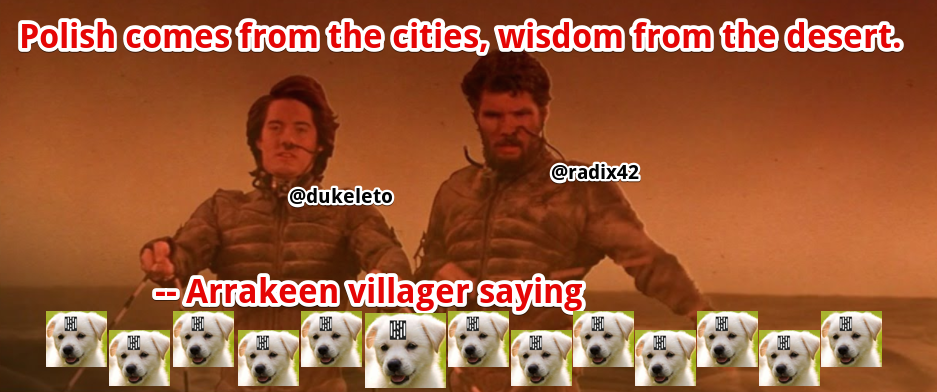 Polish comes from the cities, wisdom from the desert.
@radix42
@dukeleto
-- Arrakeen villager saying